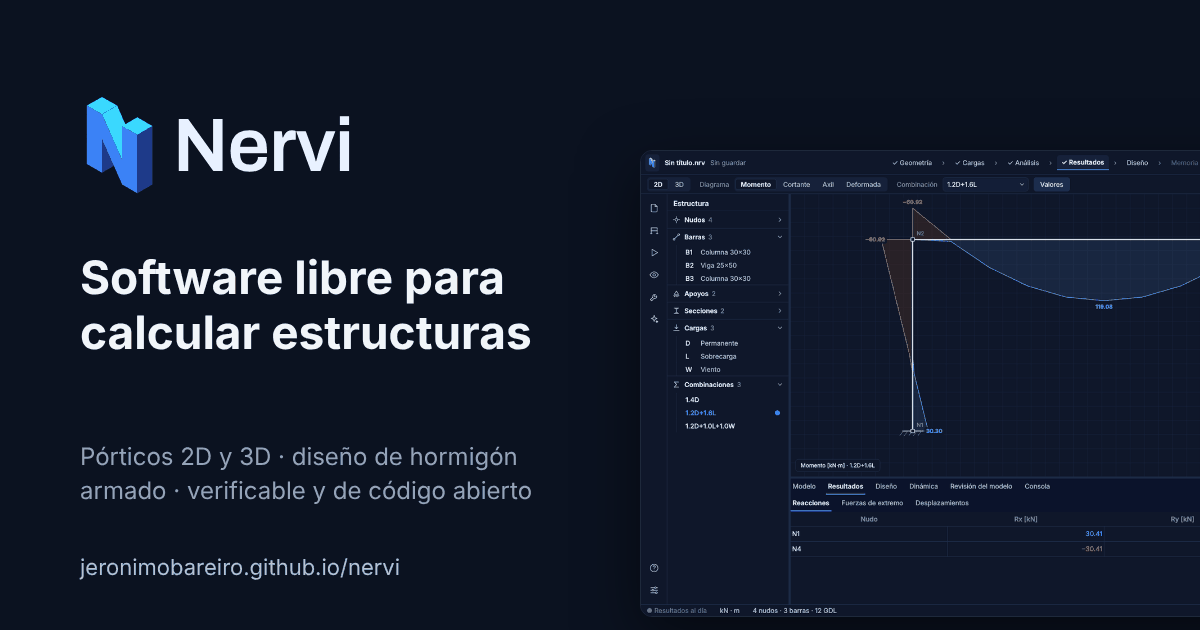 Nervi
Software libre para
calcular estructuras
Pórticos 2D y 3D · diseño de hormigón
armado · verificable y de código abierto
jeronimobareiro.github.io/nervi
Sin título.nrv Sin guardar
✓ Geometría › ✓ Cargas › ✓ Análisis › ✓ Resultados › Diseño › Memoria
2D 3D Diagrama Momento Cortante Axil Deformada Combinación 1.2D+1.6L Valores
Estructura
Nudos 4
Barras 3
B1 Columna 30×30
B2 Viga 25×50
B3 Columna 30×30
Apoyos 2
Secciones 2
Cargas 3
D Permanente
L Sobrecarga
W Viento
Combinaciones 3
1.4D
1.2D+1.6L
1.2D+1.0L+1.0W
N2
119.08
N1
30.30
Momento [kN·m] · 1.2D+1.6L
Modelo Resultados Diseño Dinámica Revisión del modelo Consola
Reacciones Fuerzas de extremo Desplazamientos
Nudo Rx [kN] Ry [kN]
N1 30.41
N4 −30.41
Resultados al día kN · m 4 nudos · 3 barras · 12 GDL